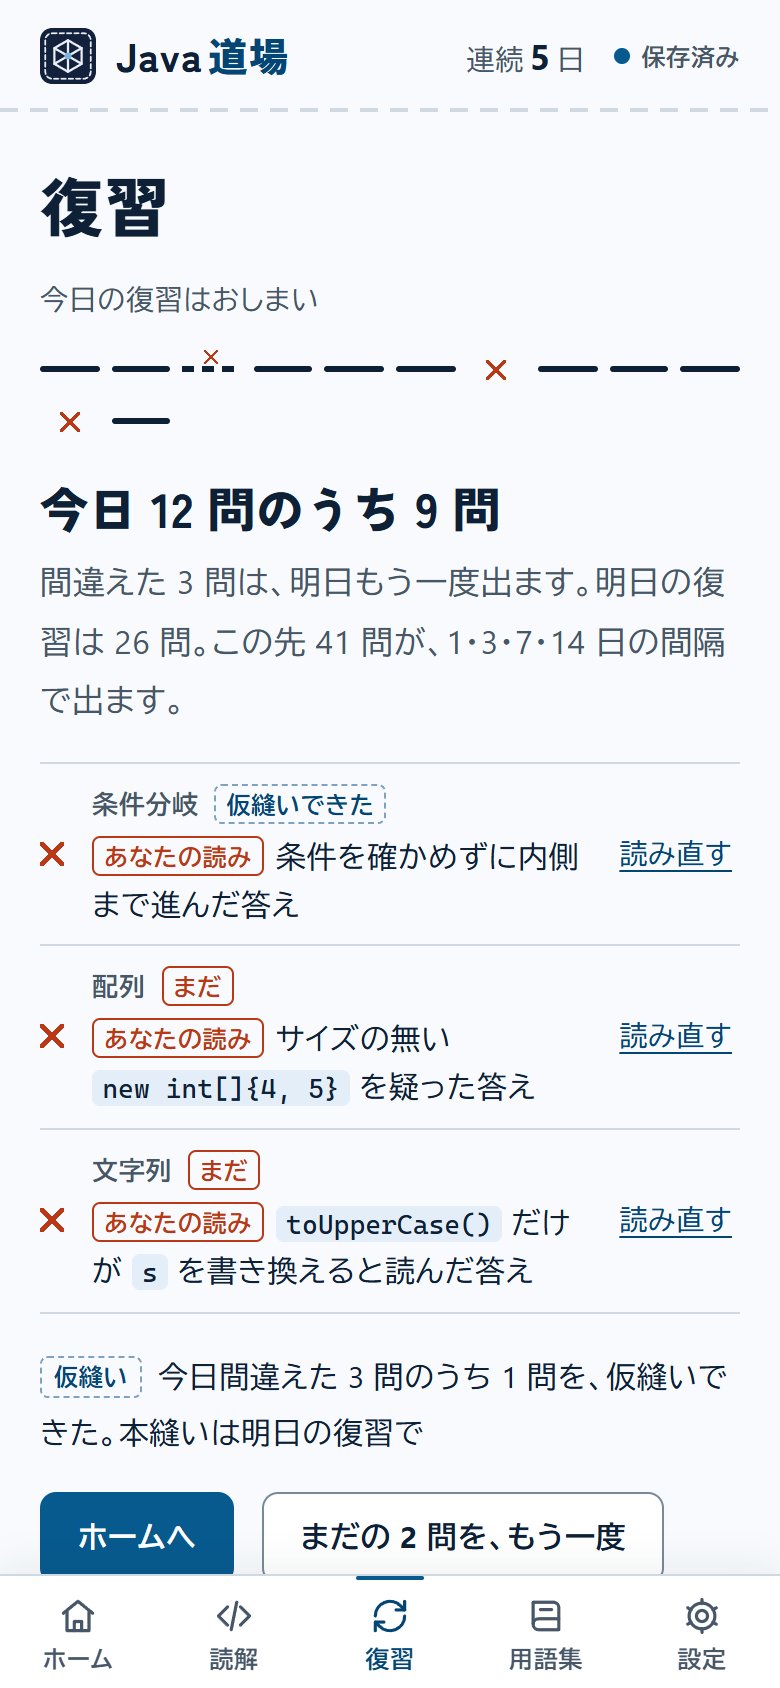 Java 道場
連続 5 日 保存済み
復習
今日の復習はおしまい
今日 12 問のうち 9 問
間違えた 3 問は、明日もう一度出ます。明日の復
習は 26 問。この先 41 問が、1・3・7・14 日の間隔
で出ます。
条件分岐 仮縫いできた
あなたの読み 条件を確かめずに内側
まで進んだ答え
読み直す
配列 まだ
あなたの読み サイズの無い
new int[]{4, 5} を疑った答え
読み直す
文字列 まだ
あなたの読み toUpperCase() だけ
が s を書き換えると読んだ答え
読み直す
仮縫い 今日間違えた 3 問のうち 1 問を、仮縫いで
きた。本縫いは明日の復習で
ホームへ まだの 2 問を、もう一度
ホーム 読解 復習 用語集 設定